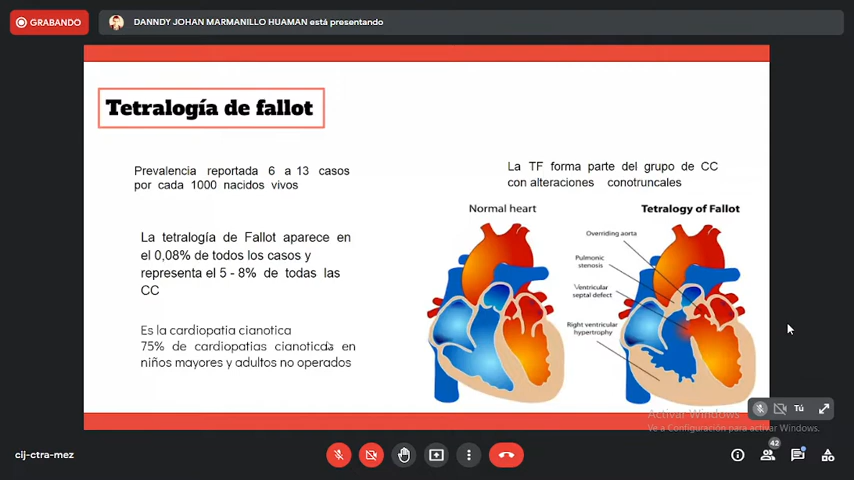 GRABANDO
DANNDY JOHAN MARMANILLO HUAMAN está presentando
Tetralogía de fallot
Prevalencia reportada 6 a 13 casos
por cada 1000 nacidos vivos
La tetralogía de Fallot aparece en
el 0,08% de todos los casos y
representa el 5 - 8% de todas las
CC
Es la cardiopatia cianotica
75% de cardiopatias cianoticda en
niños mayores y adultos no operados
La TF forma parte del grupo de CC
con alteraciones conotruncales
Normal heart
Tetralogy of Fallot
Overriding aorta
Pulmonic
stenosis
Ventricular
septal defect
Right ventricular
hypertrophy
Tú
Activar Windows
Ve a Configuración para activar Windows.
cij-ctra-mez
42